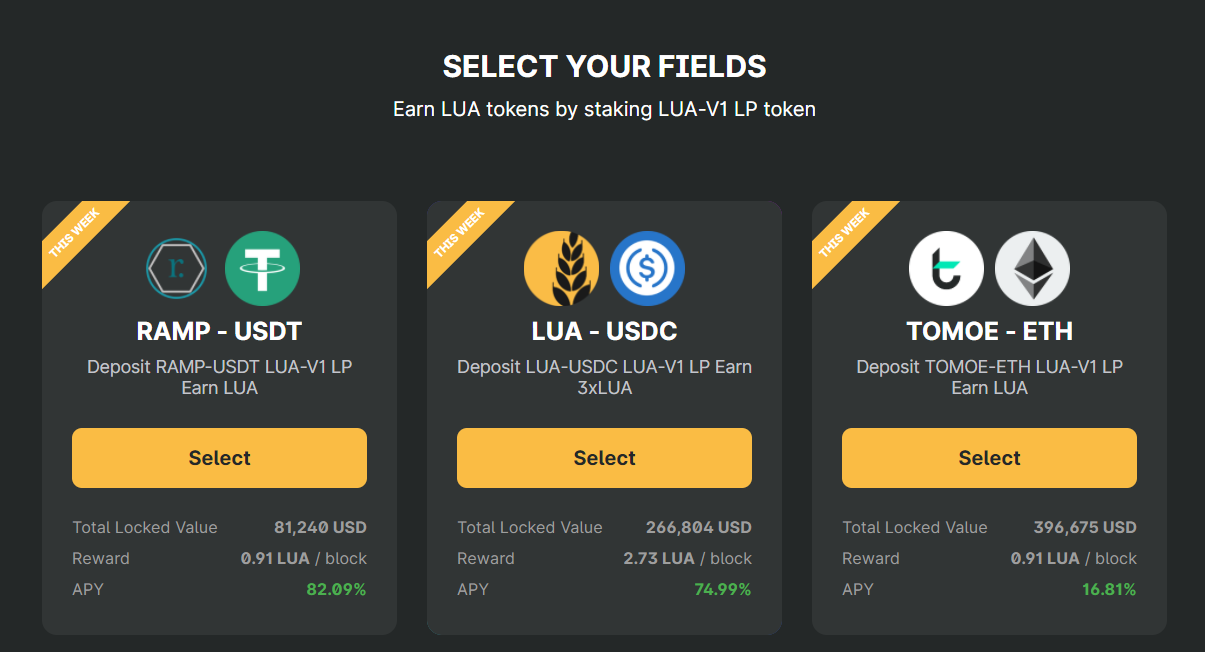 SELECT YOUR FIELDS
Earn LUA tokens by staking LUA-V1 LP token
THIS WEEK
r.
RAMP - USDT
Deposit RAMP-USDT LUA-V1 LP
Earn LUA
Select
Total Locked Value 81,240 USD
Reward 0.91 LUA / block
APY 82.09%
THIS WEEK
LUA - USDC
Deposit LUA-USDC LUA-V1 LP Earn
3xLUA
Select
Total Locked Value 266,804 USD
Reward 2.73 LUA / block
APY 74.99%
THIS WEEK
TOMOE - ETH
Deposit TOMOE-ETH LUA-V1 LP
Earn LUA
Select
Total Locked Value 396,675 USD
Reward 0.91 LUA / block
APY 16.81%